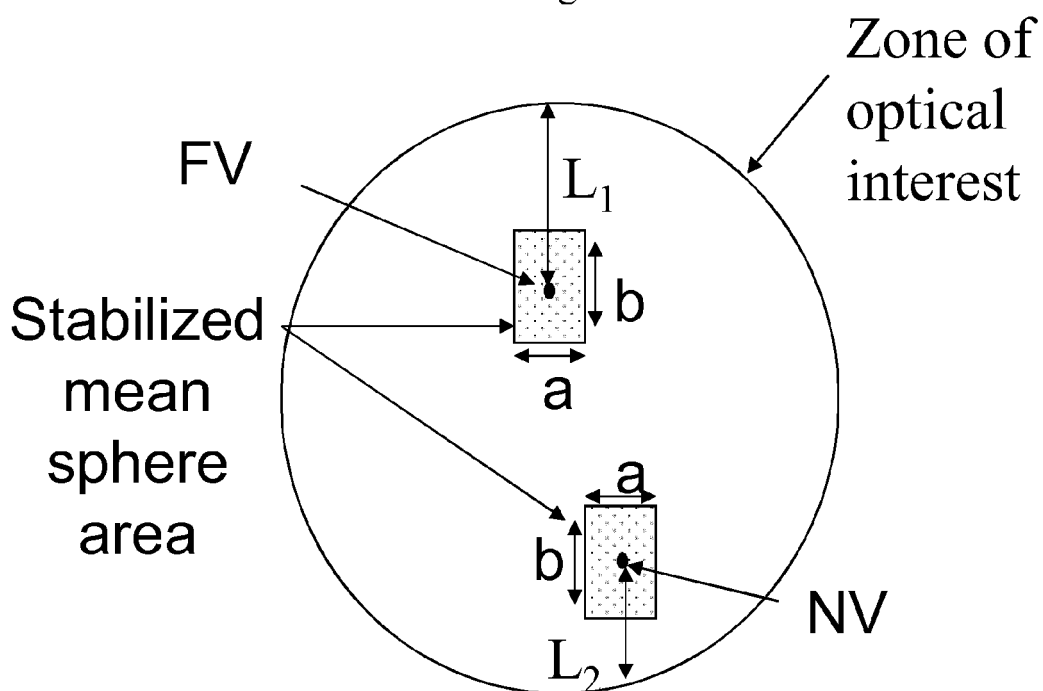 Zone of
optical
interest
FV
L1
b
a
Stabilized
mean
sphere
area
a
b
NV
L2